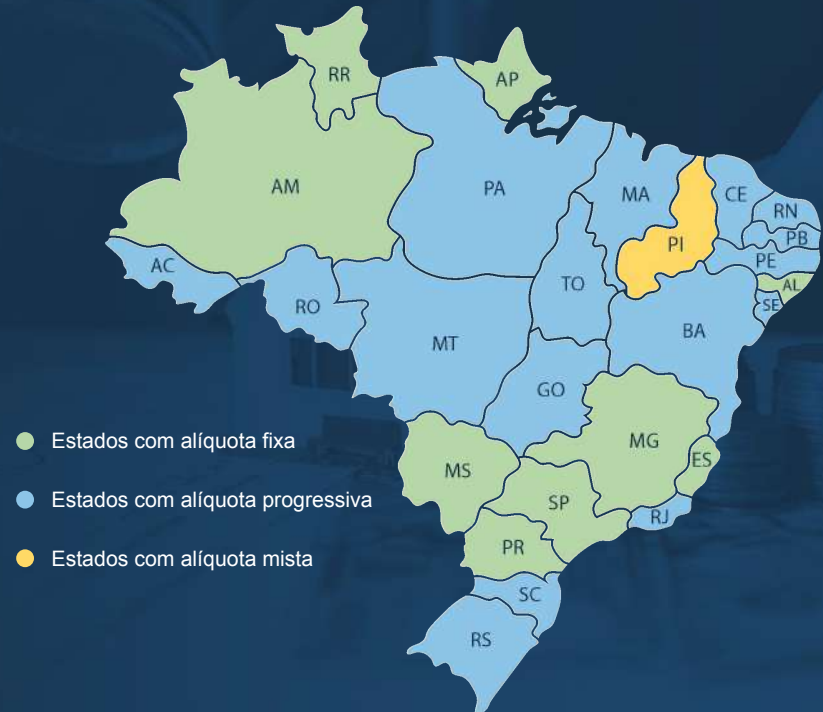 RR
AP
AM
PA
MA
CE
RN
PB
PI
PE
AL
SE
AC
TO
RO
BA
MT
GO
MG
ES
MS
SP
RJ
PR
SC
RS
Estados com alíquota fixa
Estados com alíquota progressiva
Estados com alíquota mista